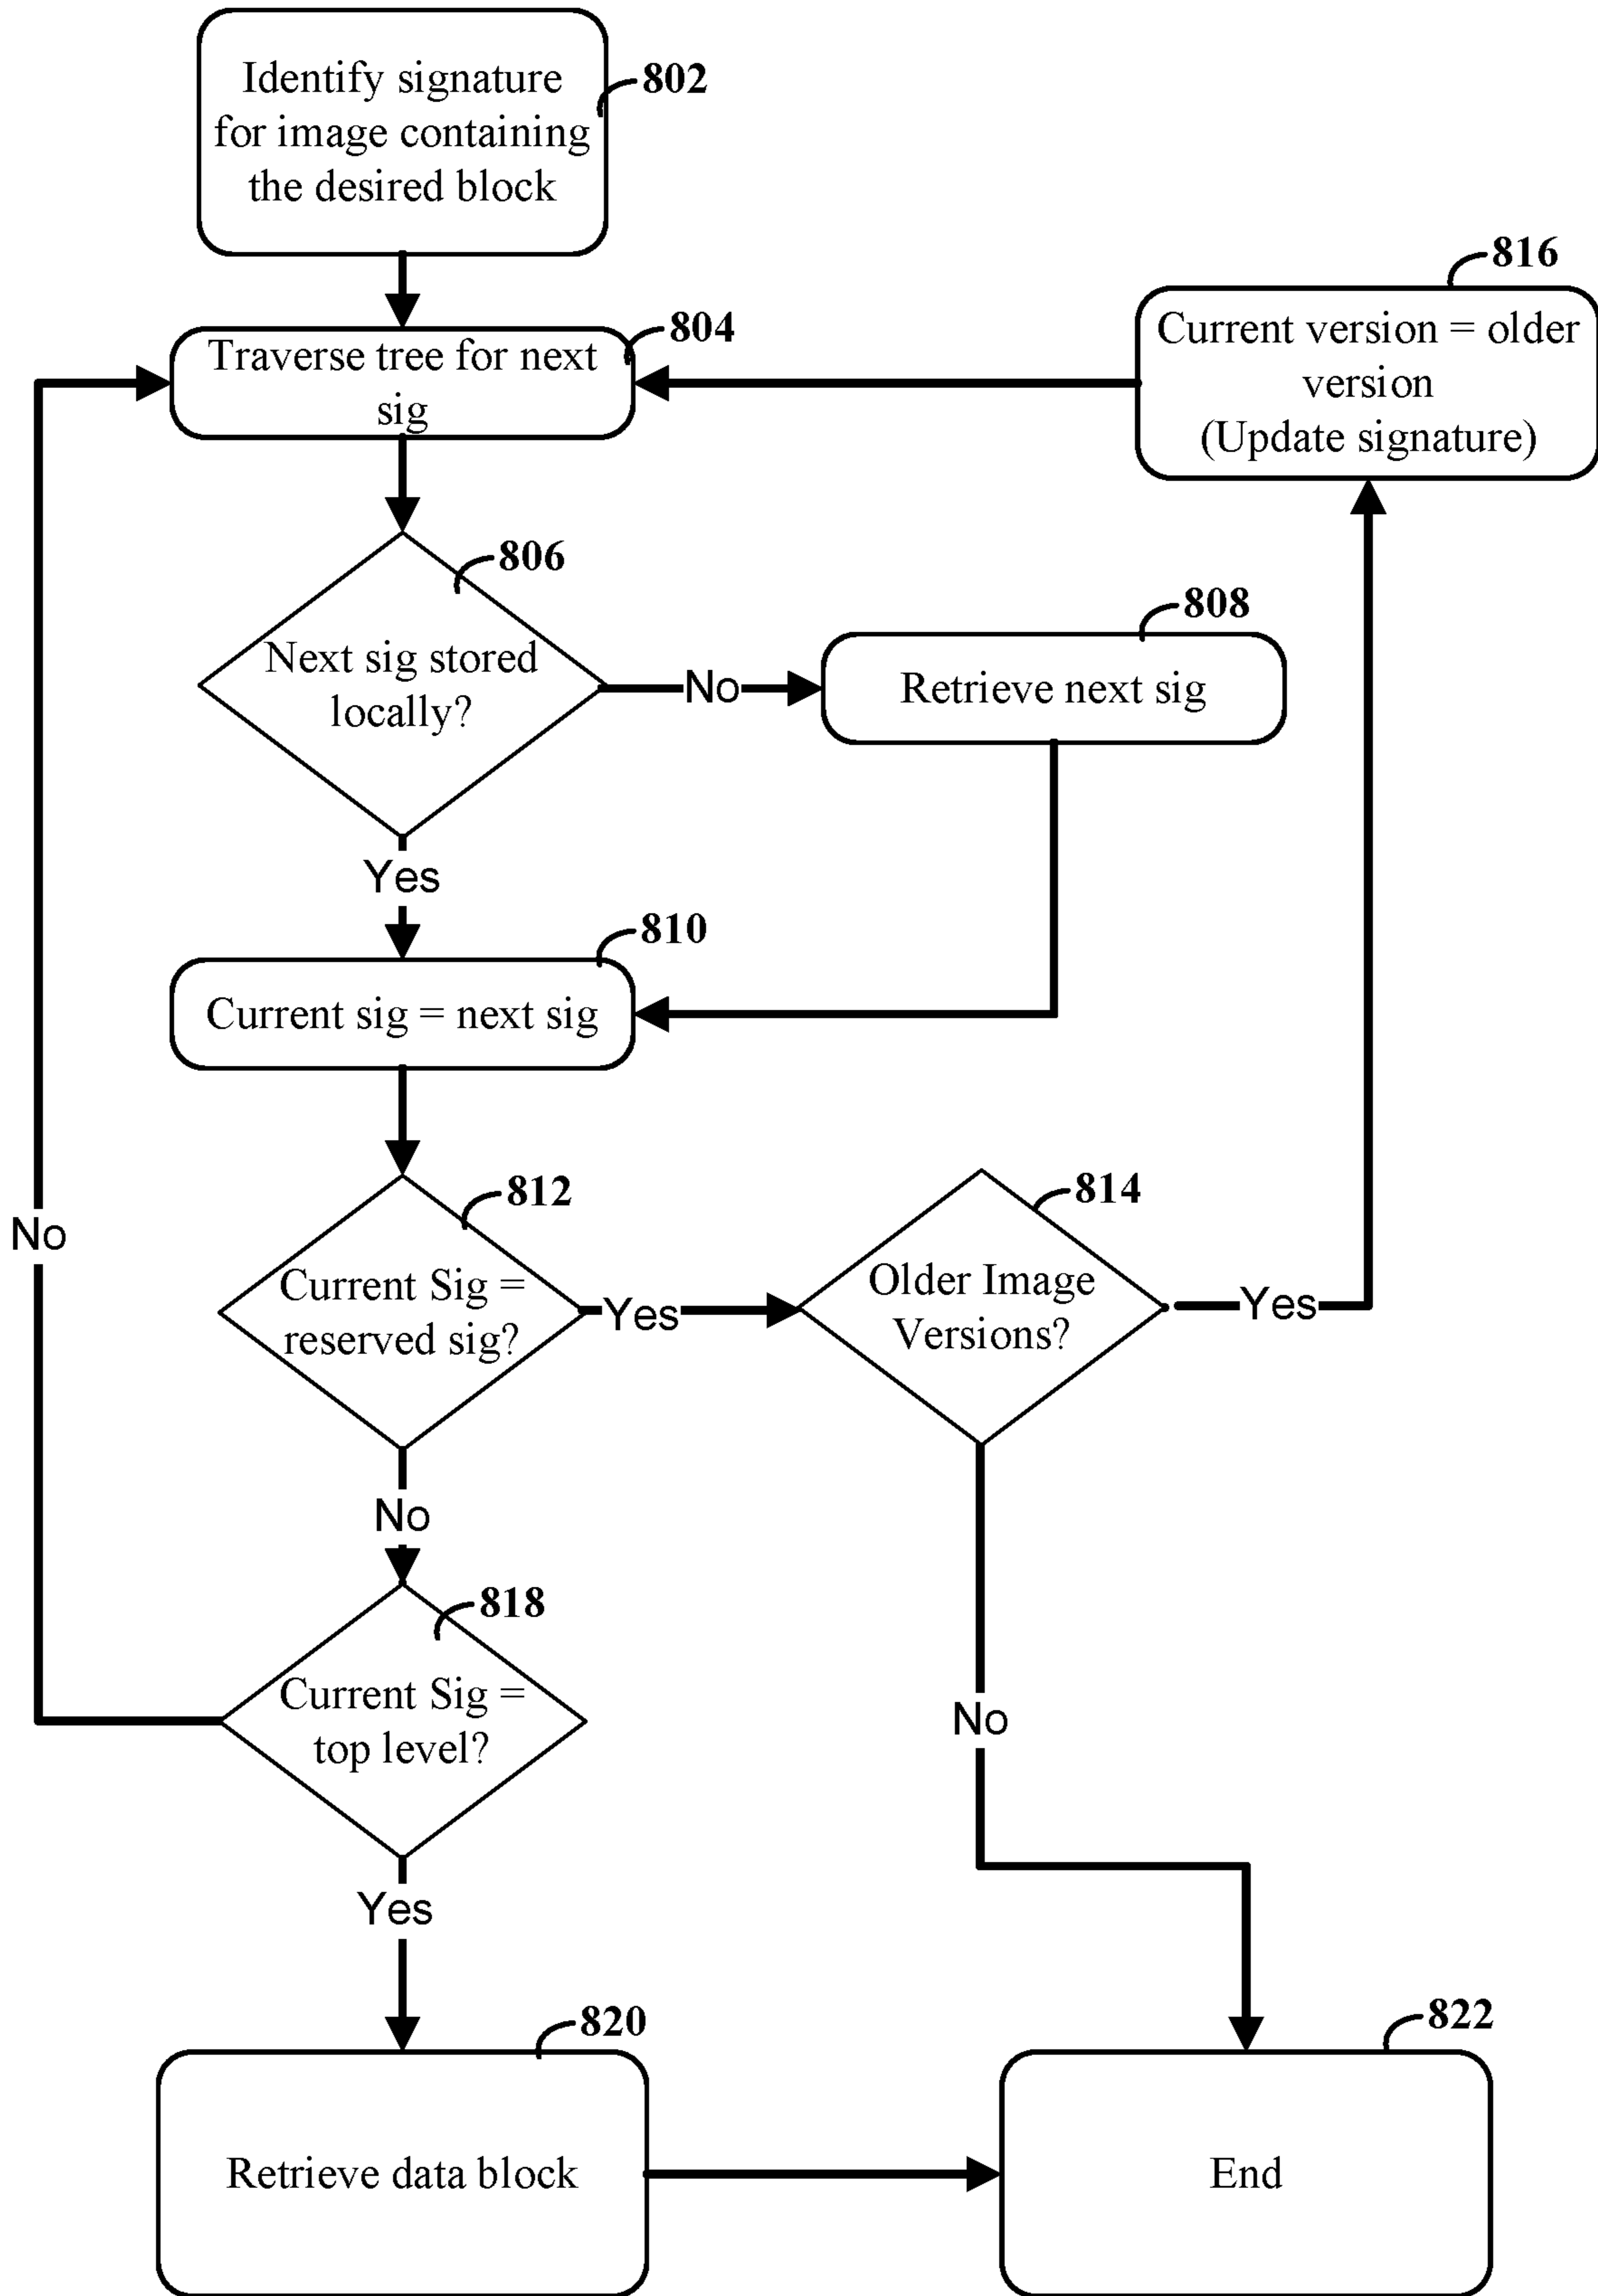 Identify signature
for image containing
the desired block
802
Traverse tree for next
sig
804
816
Current version = older
version
(Update signature)
806
Next sig stored
locally?
No
808
Retrieve next sig
Yes
810
Current sig = next sig
812
Current Sig =
reserved sig?
Yes
814
Older Image
Versions?
Yes
No
No
818
Current Sig =
top level?
No
Yes
820
Retrieve data block
822
End